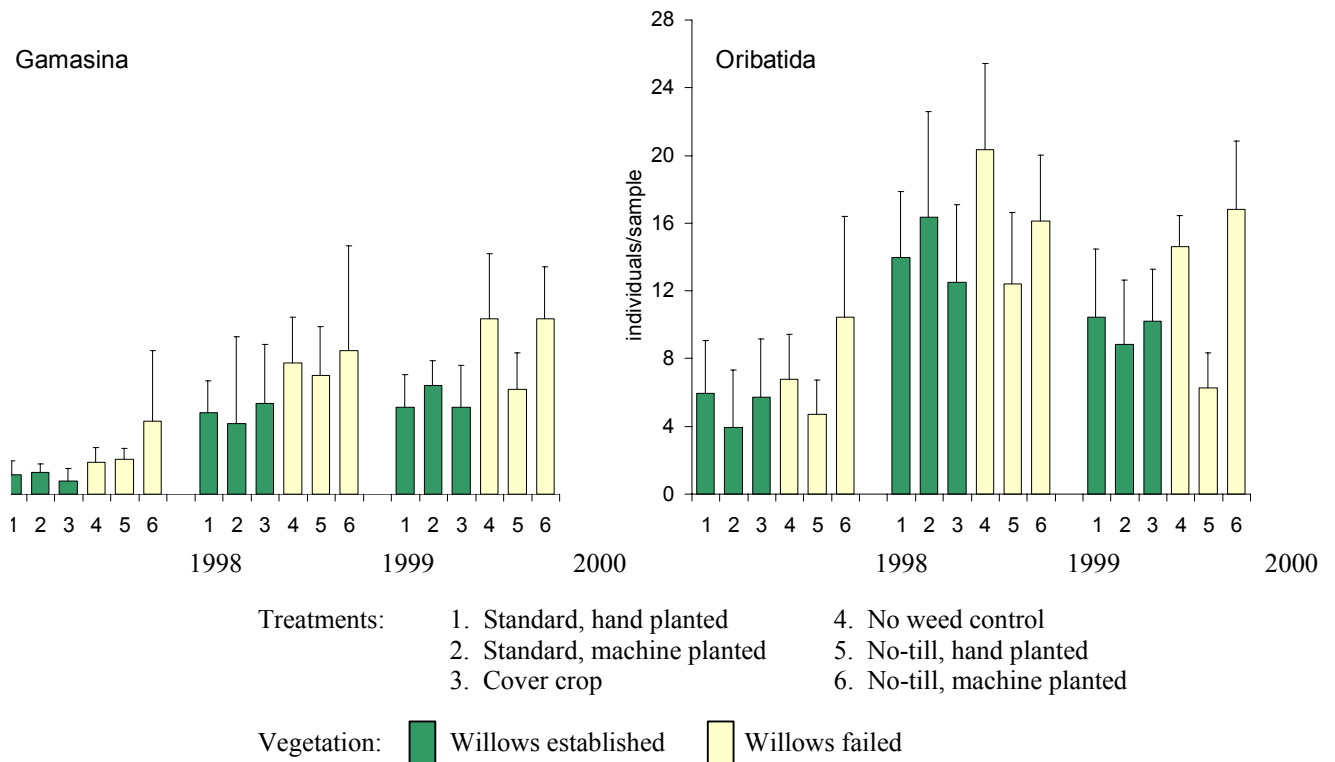 Gamasina
Oribatida
individuals/sample
28
24
20
16
12
8
4
0
1 2 3 4 5 6 1 2 3 4 5 6 1 2 3 4 5 6
1998 1999 2000
1 2 3 4 5 6 1 2 3 4 5 6 1 2 3 4 5 6
1998 1999 2000
Treatments: 1. Standard, hand planted 4. No weed control
2. Standard, machine planted 5. No-till, hand planted
3. Cover crop 6. No-till, machine planted
Vegetation: Willows established Willows failed